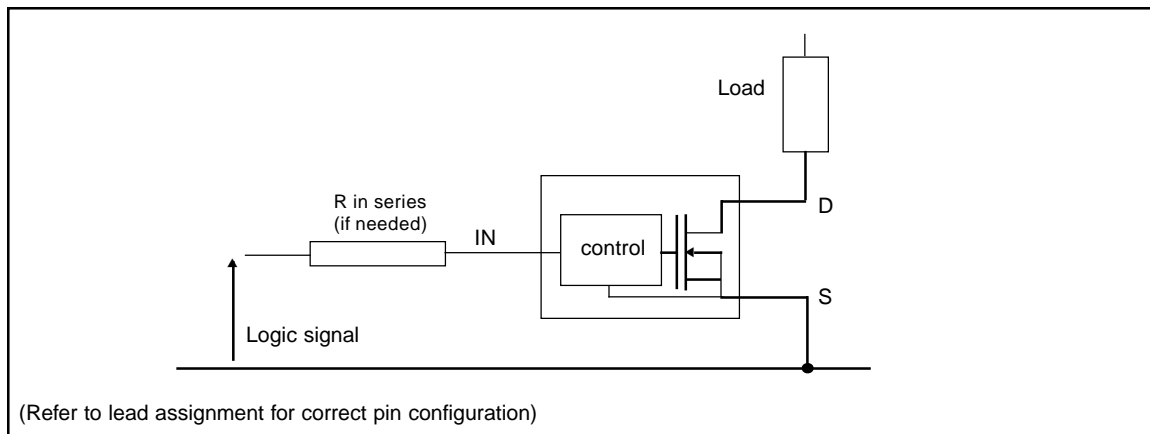 Load
R in series
(if needed)
IN
D
control
S
Logic signal
(Refer to lead assignment for correct pin configuration)